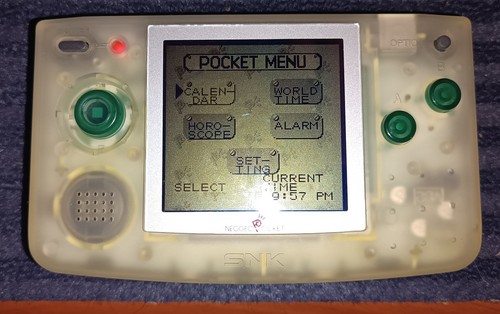 POCKET MENU
CALEN-
DAR
WORLD
TIME
HORO-
SCOPE
ALARM
SET-
TING
SELECT
CURRENT
TIME
9:57 PM
NEOGEO POCKET
SNK
OPTION
A
B